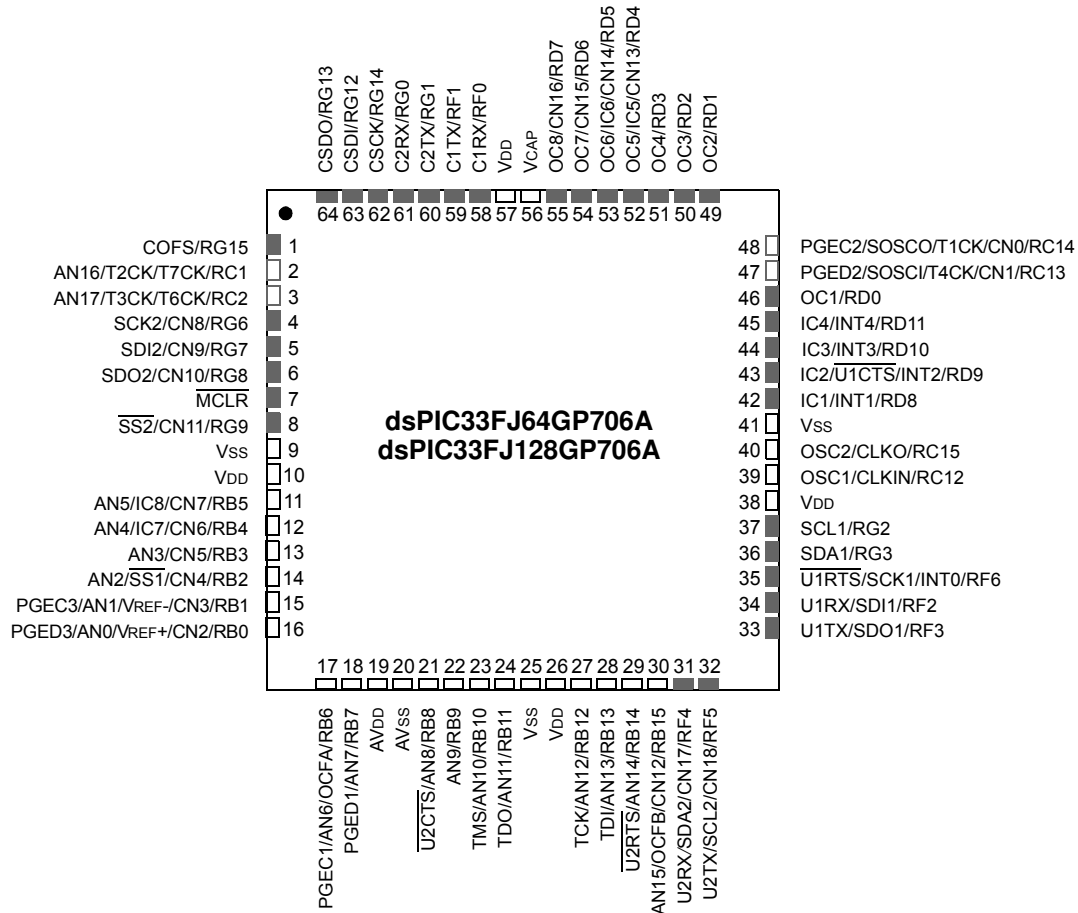 CSDO/RG13
CSDI/RG12
CSCK/RG14
C2RX/RG0
C2TX/RG1
C1TX/RF1
C1RX/RF0
VDD
VCAP
OC8/CN16/RD7
OC7/CN15/RD6
OC6/IC6/CN14/RD5
OC5/IC5/CN13/RD4
OC4/RD3
OC3/RD2
OC2/RD1
64 63 62 61 60 59 58 57 56 55 54 53 52 51 50 49
COFS/RG15 1
AN16/T2CK/T7CK/RC1 2
AN17/T3CK/T6CK/RC2 3
SCK2/CN8/RG6 4
SDI2/CN9/RG7 5
SDO2/CN10/RG8 6
MCLR 7
SS2/CN11/RG9 8
VSS 9
VDD 10
AN5/IC8/CN7/RB5 11
AN4/IC7/CN6/RB4 12
AN3/CN5/RB3 13
AN2/SS1/CN4/RB2 14
PGEC3/AN1/VREF-/CN3/RB1 15
PGED3/AN0/VREF+/CN2/RB0 16
dsPIC33FJ64GP706A
dsPIC33FJ128GP706A
48 PGEC2/SOSCO/T1CK/CN0/RC14
47 PGED2/SOSCI/T4CK/CN1/RC13
46 OC1/RD0
45 IC4/INT4/RD11
44 IC3/INT3/RD10
43 IC2/U1CTS/INT2/RD9
42 IC1/INT1/RD8
41 VSS
40 OSC2/CLKO/RC15
39 OSC1/CLKIN/RC12
38 VDD
37 SCL1/RG2
36 SDA1/RG3
35 U1RTS/SCK1/INT0/RF6
34 U1RX/SDI1/RF2
33 U1TX/SDO1/RF3
17 18 19 20 21 22 23 24 25 26 27 28 29 30 31 32
PGEC1/AN6/OCFA/RB6
PGED1/AN7/RB7
AVDD
AVSS
U2CTS/AN8/RB8
AN9/RB9
TMS/AN10/RB10
TDO/AN11/RB11
VSS
VDD
TCK/AN12/RB12
TDI/AN13/RB13
U2RTS/AN14/RB14
AN15/OCFB/CN12/RB15
U2RX/SDA2/CN17/RF4
U2TX/SCL2/CN18/RF5